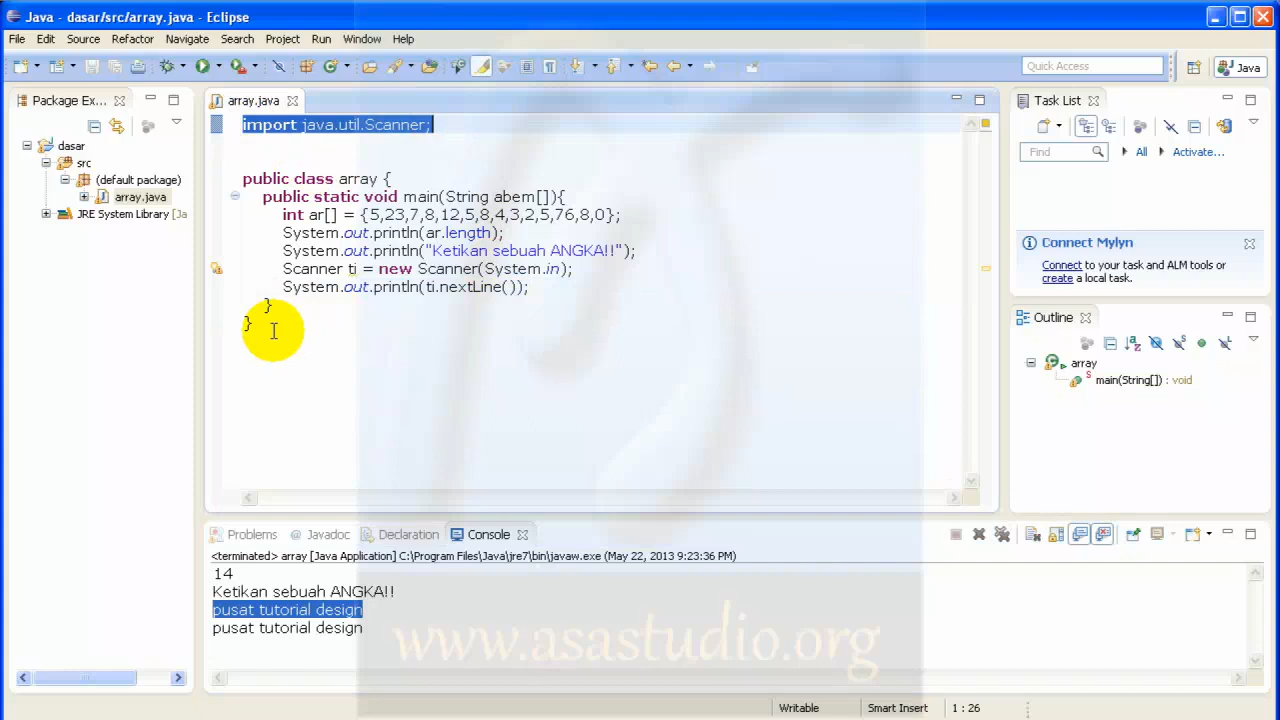 Java - dasar/src/array.java - Eclipse
File Edit Source Refactor Navigate Search Project Run Window Help
Quick Access
Java
Package Ex...
dasar
src
(default package)
array.java
JRE System Library [Ja
array.java
import java.util.Scanner;
public class array {
public static void main(String abem[]){
int ar[] = {5,23,7,8,12,5,8,4,3,2,5,76,8,0};
System.out.println(ar.length);
System.out.println("Ketikan sebuah ANGKA!!");
Scanner ti = new Scanner(System.in);
System.out.println(ti.nextLine());
}
}
Task List
Find
All
Activate...
Connect Mylyn
Connect to your task and ALM tools or
create a local task.
Outline
array
main(String[]) : void
Problems @ Javadoc Declaration Console
<terminated> array [Java Application] C:\Program Files\Java\jre7\bin\javaw.exe (May 22, 2013 9:23:36 PM)
14
Ketikan sebuah ANGKA!!
pusat tutorial design
pusat tutorial design
www.asastudio.org
Writable
Smart Insert
1 : 26